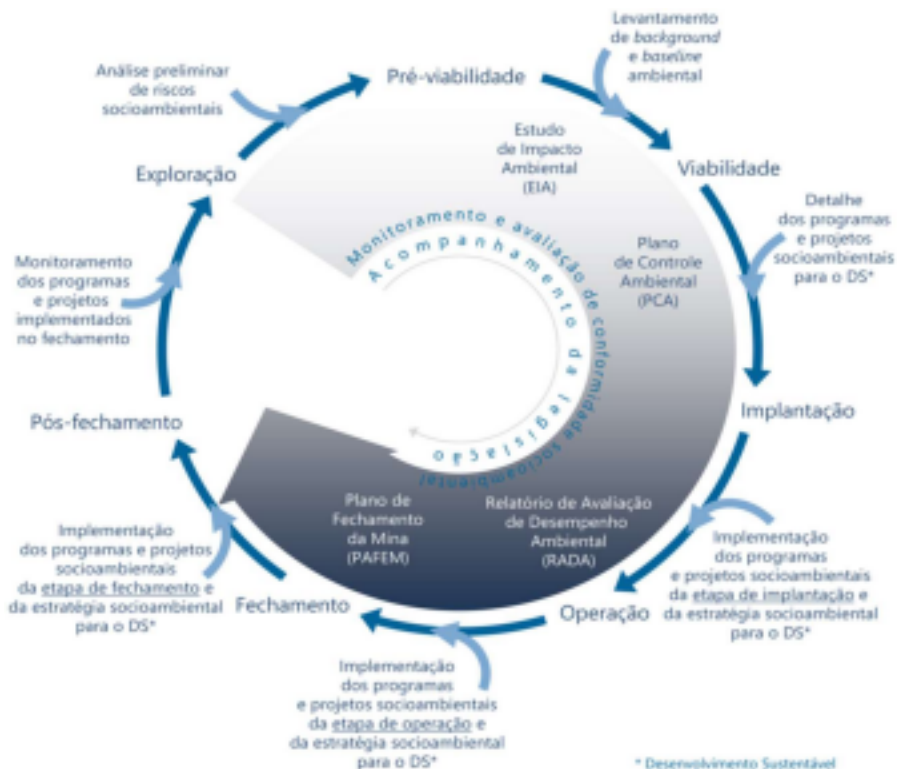 Levantamento
de background
e baseline
ambiental
Análise preliminar
de riscos
socioambientais
Pré-viabilidade
Estudo
de Impacto
Ambiental
(EIA)
Viabilidade
Exploração
Detalhe
dos programas
e projetos
socioambientais
para o DS*
Monitoramento e avaliação de conformidade socioambiental
Acompanhamento da legislação
Plano
de Controle
Ambiental
(PCA)
Monitoramento
dos programas
e projetos
implementados
no fechamento
Implantação
Pós-fechamento
Plano de
Fechamento
da Mina
(PAFEM)
Relatório de Avaliação
de Desempenho
Ambiental
(RADA)
Implementação
dos programas e projetos
socioambientais
da etapa de fechamento e
da estratégia socioambiental
para o DS*
Implementação
dos programas
e projetos socioambientais
da etapa de implantação e
da estratégia socioambiental
para o DS*
Fechamento
Operação
Implementação
dos programas
e projetos socioambientais
da etapa de operação e
da estratégia socioambiental
para o DS*
* Desenvolvimento Sustentável